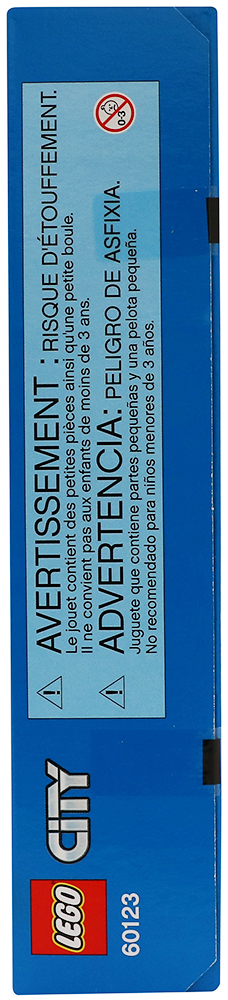 LEGO
CITY
60123
AVERTISSEMENT : RISQUE D'ÉTOUFFEMENT.
Le jouet contient des petites pièces ainsi qu'une petite boule.
Il ne convient pas aux enfants de moins de 3 ans.
ADVERTENCIA: PELIGRO DE ASFIXIA.
Juguete que contiene partes pequeñas y una pelota pequeña.
No recomendado para niños menores de 3 años.
0-3